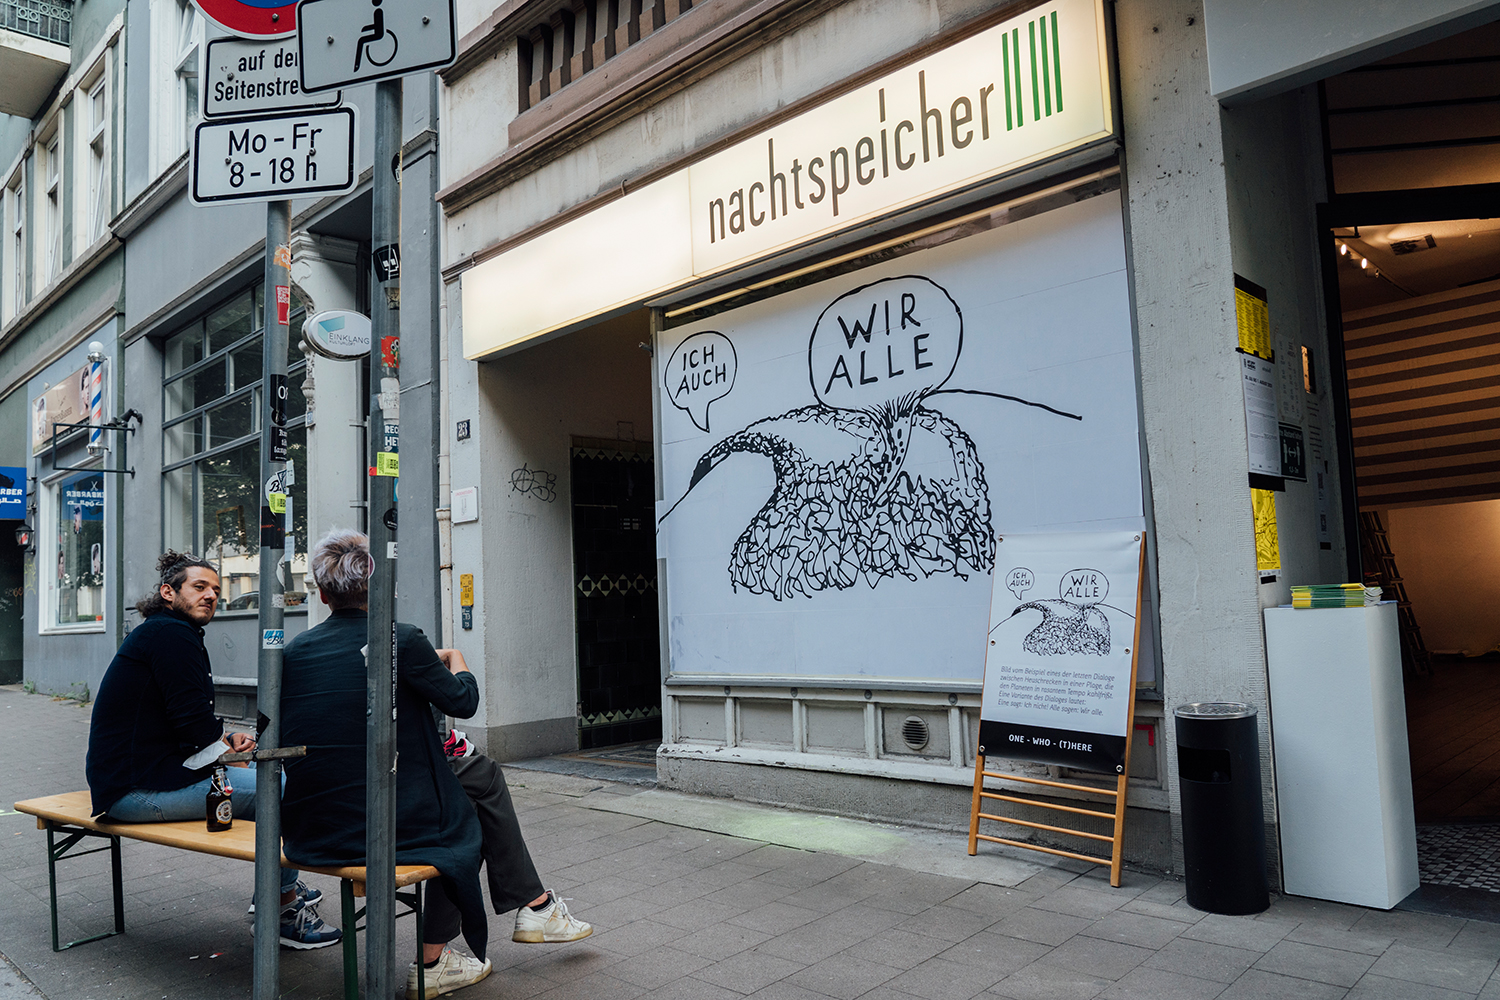 auf der
Seitenstre
Mo - Fr
8 - 18 h
nachtspeicher
ICH
AUCH
WIR
ALLE
EINKLANG
23
ICH
AUCH
WIR
ALLE
Bild vom Beispiel eines der letzten Dialoge
zwischen Heuschrecken in einer Plage, die
den Planeten in rasantem Tempo kahlfrißt.
Eine Variante des Dialoges lautet:
Eine sagt: Ich nicht! Alle sagen: Wir alle.
ONE - WHO - (T)HERE